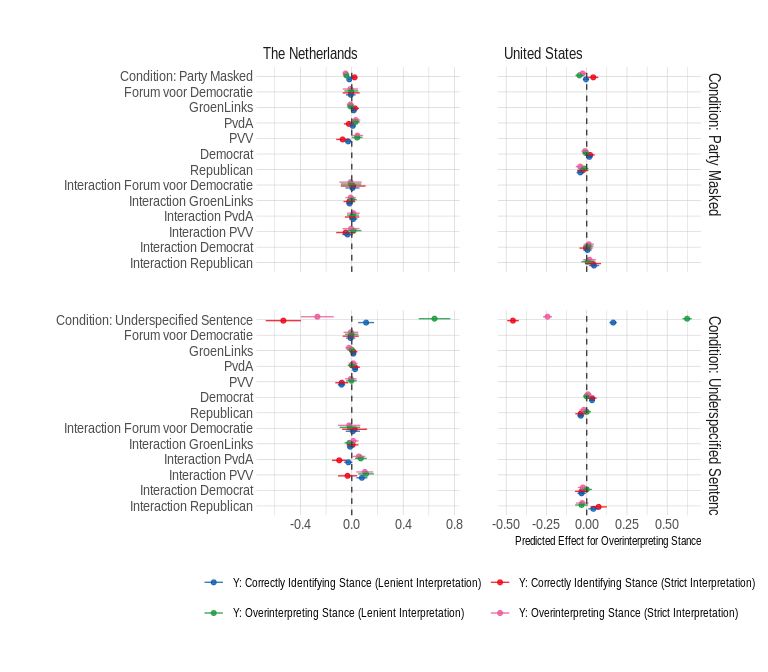 The Netherlands
United States
Condition: Party Masked
Forum voor Democratie
GroenLinks
PvdA
PVV
Democrat
Republican
Interaction Forum voor Democratie
Interaction GroenLinks
Interaction PvdA
Interaction PVV
Interaction Democrat
Interaction Republican
Condition: Party Masked
Condition: Underspecified Sentence
Forum voor Democratie
GroenLinks
PvdA
PVV
Democrat
Republican
Interaction Forum voor Democratie
Interaction GroenLinks
Interaction PvdA
Interaction PVV
Interaction Democrat
Interaction Republican
Condition: Underspecified Sentenc
-0.4 0.0 0.4 0.8
-0.50 -0.25 0.00 0.25 0.50
Predicted Effect for Overinterpreting Stance
Y: Correctly Identifying Stance (Lenient Interpretation)
Y: Correctly Identifying Stance (Strict Interpretation)
Y: Overinterpreting Stance (Lenient Interpretation)
Y: Overinterpreting Stance (Strict Interpretation)